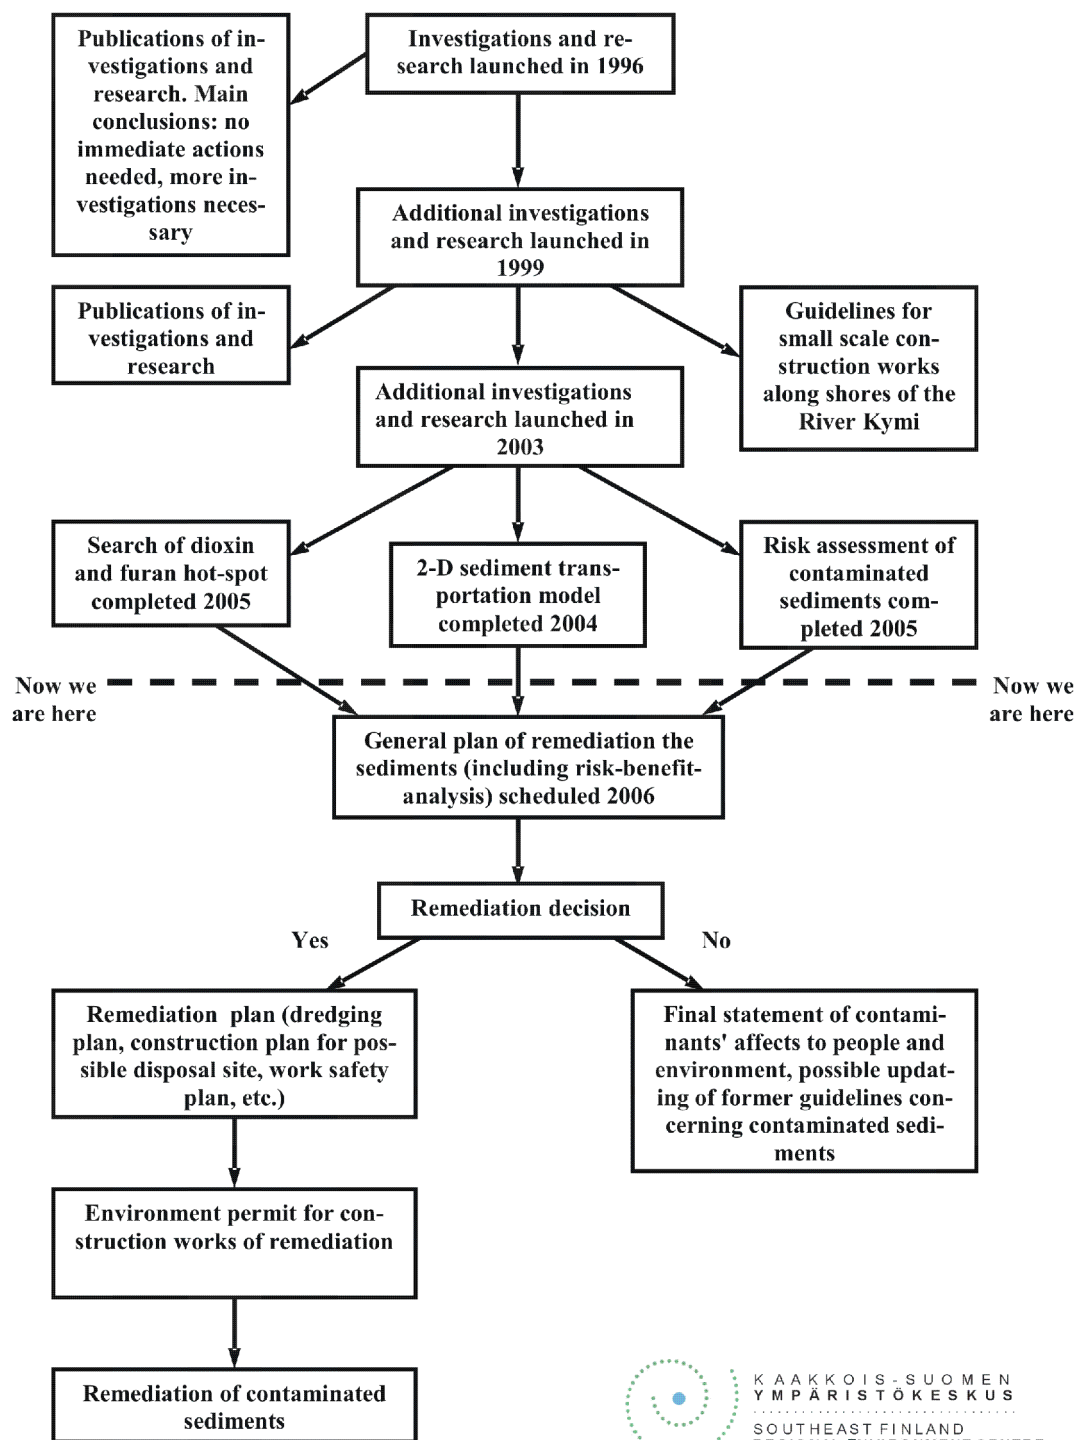 Publications of in-
vestigations and
research. Main
conclusions: no
immediate actions
needed, more in-
vestigations neces-
sary
Investigations and re-
search launched in 1996
Additional investigations
and research launched in
1999
Publications of in-
vestigations and
research
Guidelines for
small scale con-
struction works
along shores of the
River Kymi
Additional investigations
and research launched in
2003
Search of dioxin
and furan hot-spot
completed 2005
2-D sediment trans-
portation model
completed 2004
Risk assessment of
contaminated
sediments com-
pleted 2005
Now we
are here
Now we
are here
General plan of remediation the
sediments (including risk-benefit-
analysis) scheduled 2006
Remediation decision
Yes
No
Remediation plan (dredging
plan, construction plan for pos-
sible disposal site, work safety
plan, etc.)
Final statement of contami-
nants' affects to people and
environment, possible updat-
ing of former guidelines con-
cerning contaminated sedi-
ments
Environment permit for con-
struction works of remediation
Remediation of contaminated
sediments
KAAKKOIS-SUOMEN
YMPÄRISTÖKESKUS
SOUTHEAST FINLAND
REGIONAL ENVIRONMENT CENTRE